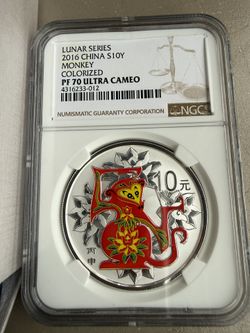 LUNAR SERIES
2016 CHINA S10Y
MONKEY
COLORIZED
PF 70 ULTRA CAMEO
4316233-012
NUMISMATIC GUARANTY CORPORATION
NGC
10元
丙申